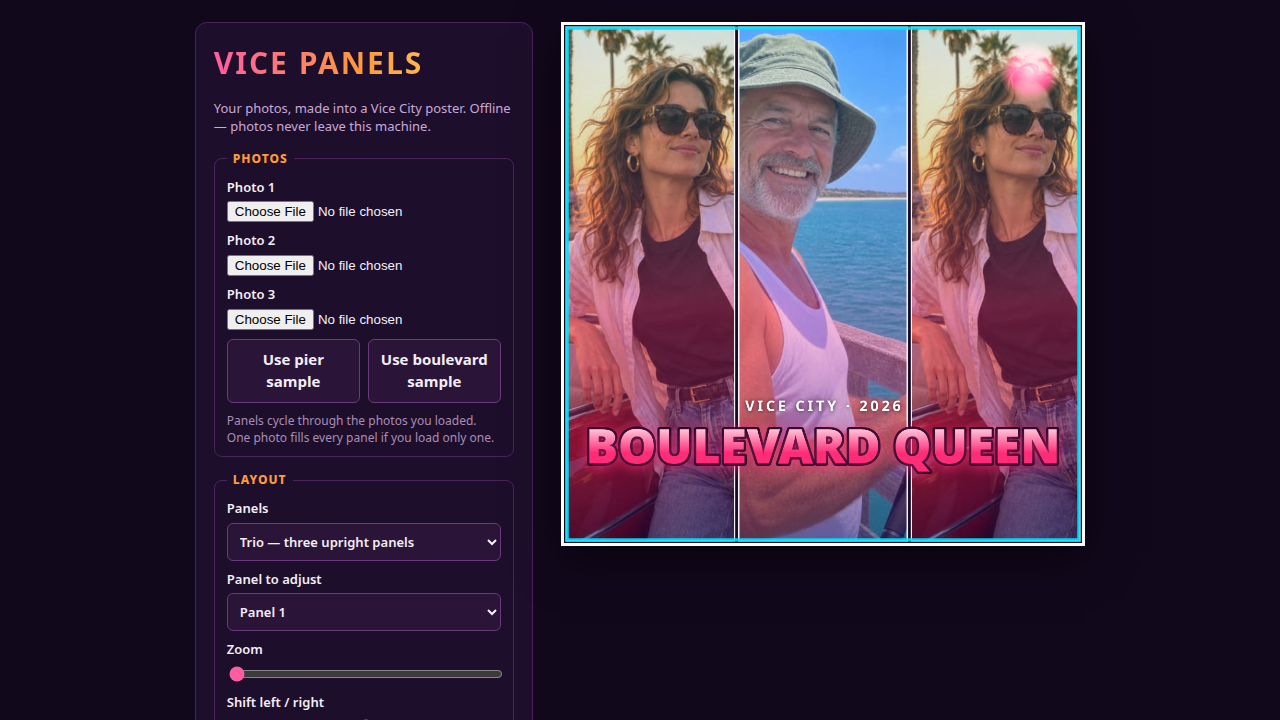 VICE PANELS
Your photos, made into a Vice City poster. Offline
— photos never leave this machine.
PHOTOS
Photo 1
Choose File No file chosen
Photo 2
Choose File No file chosen
Photo 3
Choose File No file chosen
Use pier
sample
Use boulevard
sample
Panels cycle through the photos you loaded.
One photo fills every panel if you load only one.
LAYOUT
Panels
Trio — three upright panels
Panel to adjust
Panel 1
Zoom
Shift left / right
VICE CITY · 2026
BOULEVARD QUEEN